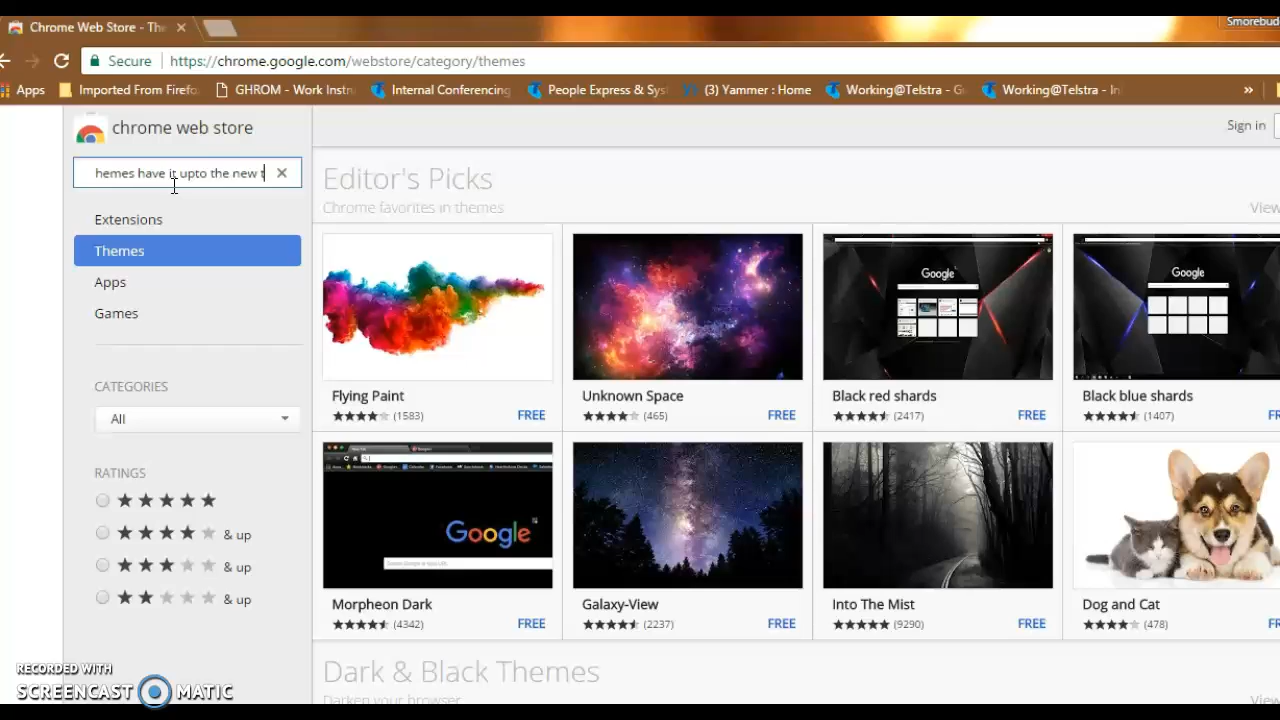 Chrome Web Store - The
Smorebud
Secure https://chrome.google.com/webstore/category/themes
Apps Imported From Firefo GHROM - Work Instru Internal Conferencing People Express & Sys (3) Yammer : Home Working@Telstra - G Working@Telstra - In »
chrome web store
Sign in
hemes have it upto the new t
Extensions
Themes
Apps
Games
CATEGORIES
All
RATINGS
& up
& up
& up
Editor's Picks
Chrome favorites in themes
View
Flying Paint
(1583) FREE
Unknown Space
(465) FREE
Google
Black red shards
(2417) FREE
Google
Black blue shards
(1407) FR
Google
Morpheon Dark
(4342) FREE
Galaxy-View
(2237) FREE
Into The Mist
(9290) FREE
Dog and Cat
(478) FR
Dark & Black Themes
Darken your browser
View
RECORDED WITH
SCREENCAST MATIC